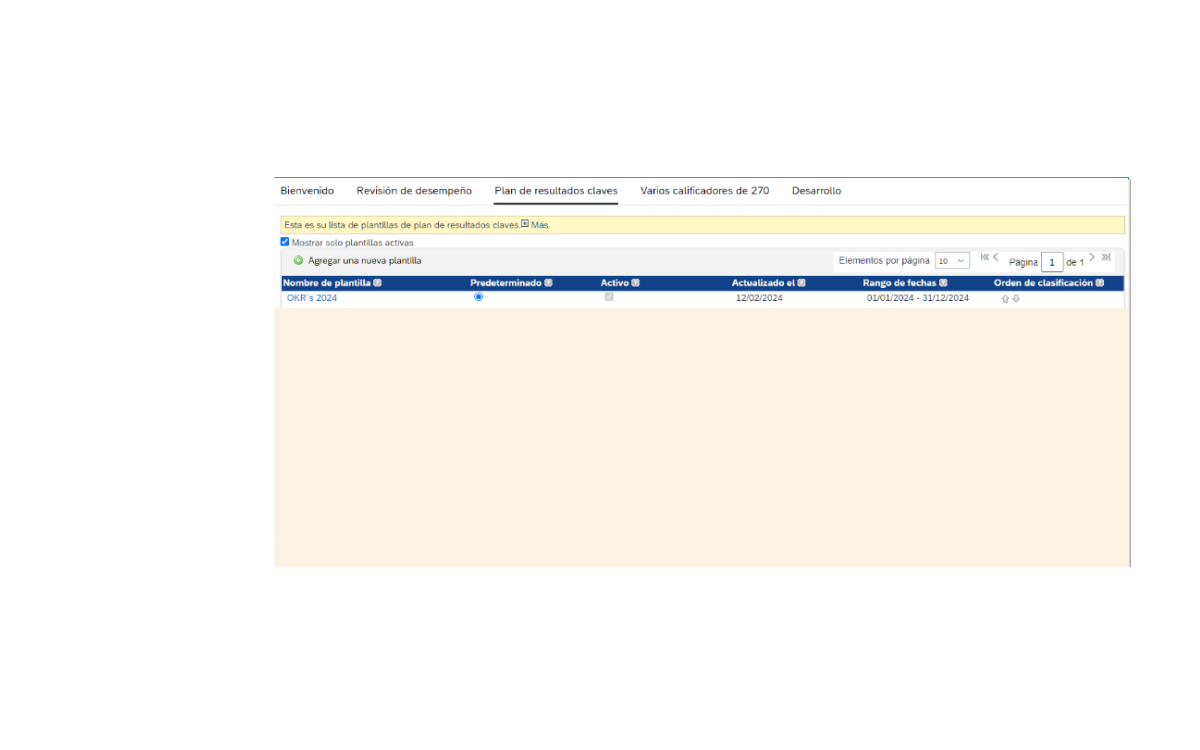 Bienvenido Revisión de desempeño Plan de resultados claves Varios calificadores de 270 Desarrollo
Esta es su lista de plantillas de plan de resultados claves. Más
Mostrar solo plantillas activas
Agregar una nueva plantilla Elementos por página 10 Página 1 de 1
Nombre de plantilla Predeterminado Activo Actualizado el Rango de fechas Orden de clasificación
OKR´s 2024 12/02/2024 01/01/2024 - 31/12/2024